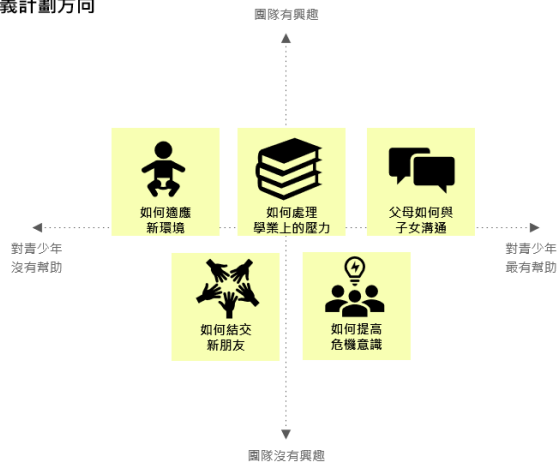 義計劃方向
團隊有興趣
如何適應
新環境
如何處理
學業上的壓力
父母如何與
子女溝通
對青少年
沒有幫助
對青少年
最有幫助
如何結交
新朋友
如何提高
危機意識
團隊沒有興趣